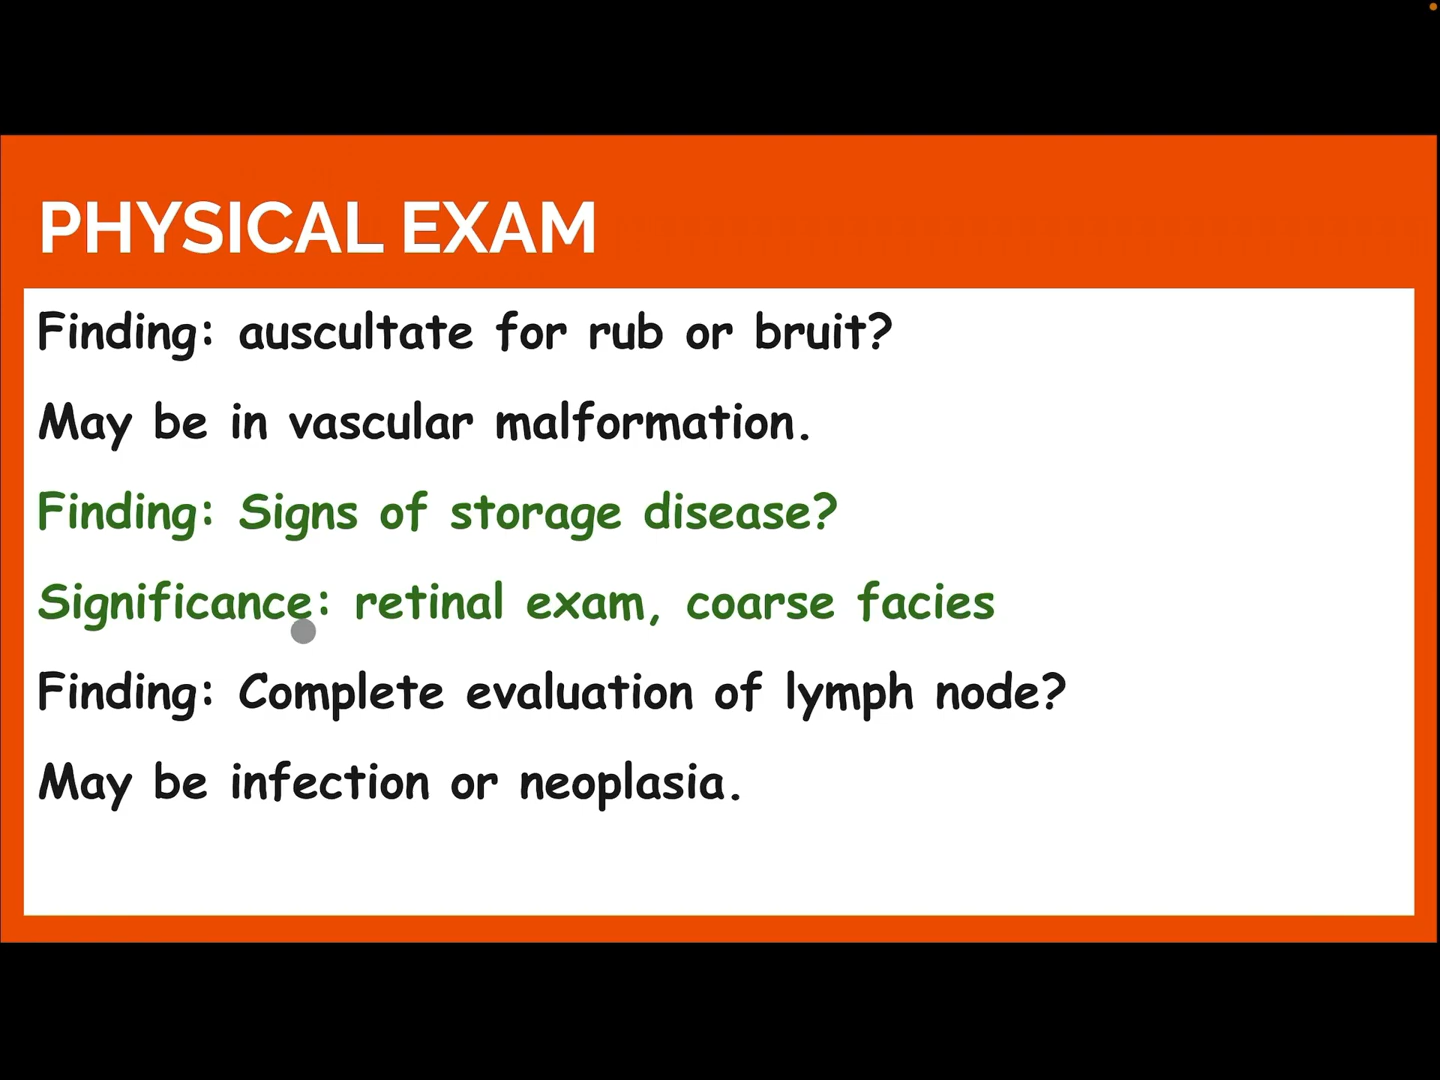 PHYSICAL EXAM
Finding: auscultate for rub or bruit?
May be in vascular malformation.
Finding: Signs of storage disease?
Significance: retinal exam, coarse facies
Finding: Complete evaluation of lymph node?
May be infection or neoplasia.